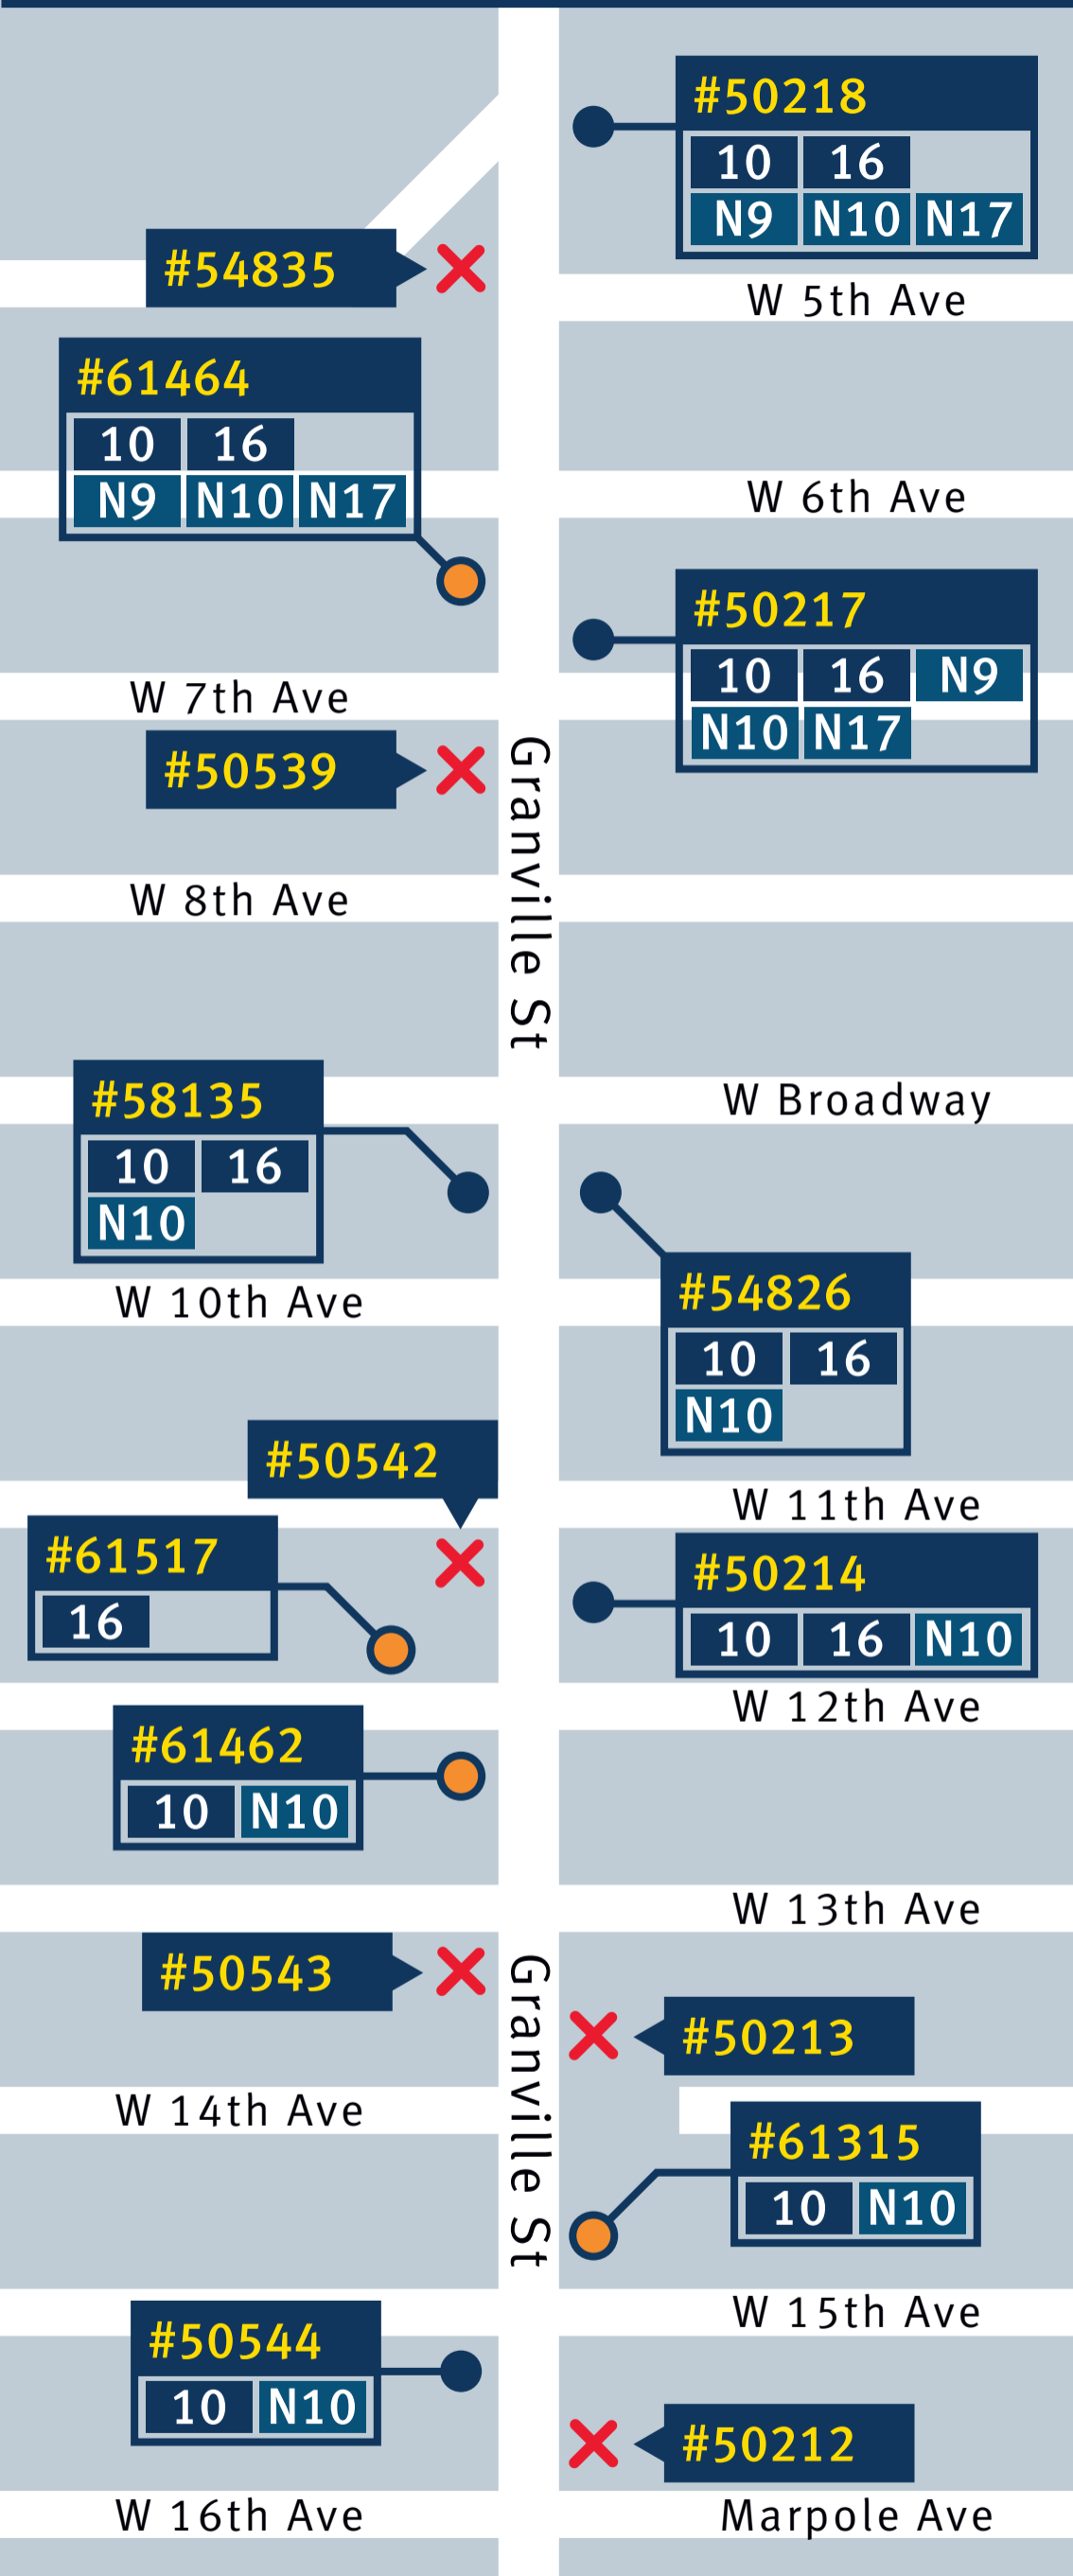 #50218
10 16
N9 N10 N17
#54835
W 5th Ave
#61464
10 16
N9 N10 N17
W 6th Ave
#50217
10 16 N9
N10 N17
W 7th Ave
#50539
Granville St
W 8th Ave
W Broadway
#58135
10 16
N10
#54826
10 16
N10
W 10th Ave
#50542
W 11th Ave
#61517
16
#50214
10 16 N10
W 12th Ave
#61462
10 N10
W 13th Ave
#50543
Granville St
#50213
W 14th Ave
#61315
10 N10
W 15th Ave
#50544
10 N10
#50212
W 16th Ave
Marpole Ave